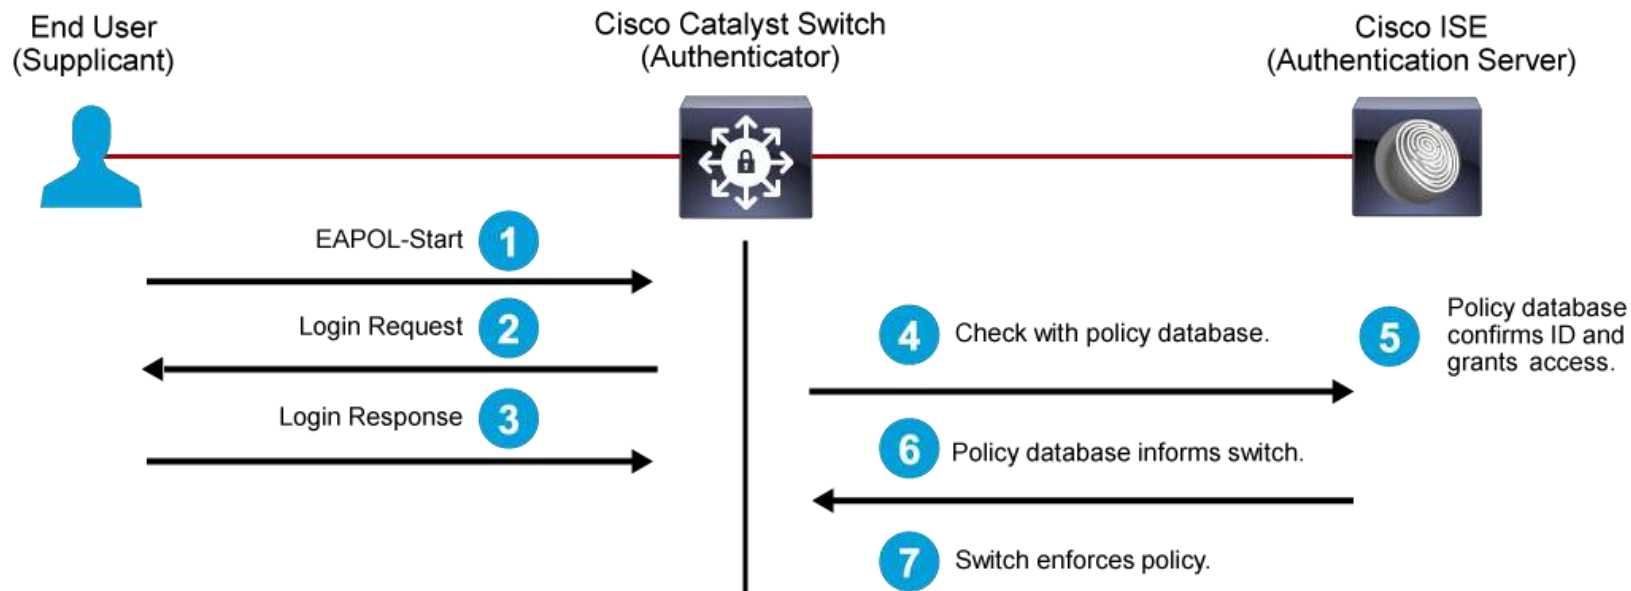 End User
(Supplicant)
Cisco Catalyst Switch
(Authenticator)
Cisco ISE
(Authentication Server)
EAPOL-Start 1
Login Request 2
Login Response 3
4 Check with policy database.
5 Policy database
confirms ID and
grants access.
6 Policy database informs switch.
7 Switch enforces policy.